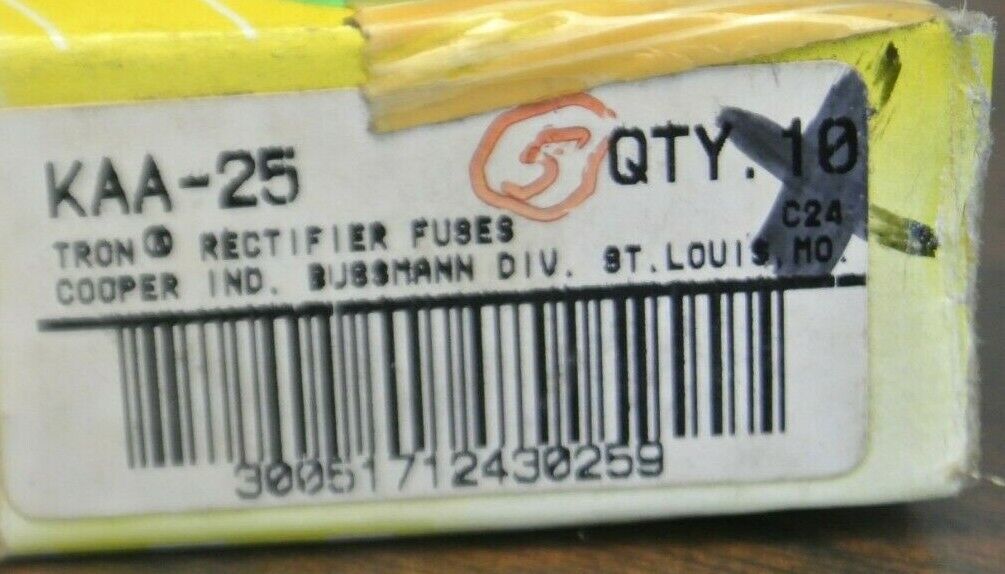 KAA-25 5 QTY. 10
C24
TRON® RECTIFIER FUSES
COOPER IND. BUSSMANN DIV. ST. LOUIS, MO.
30051712430259